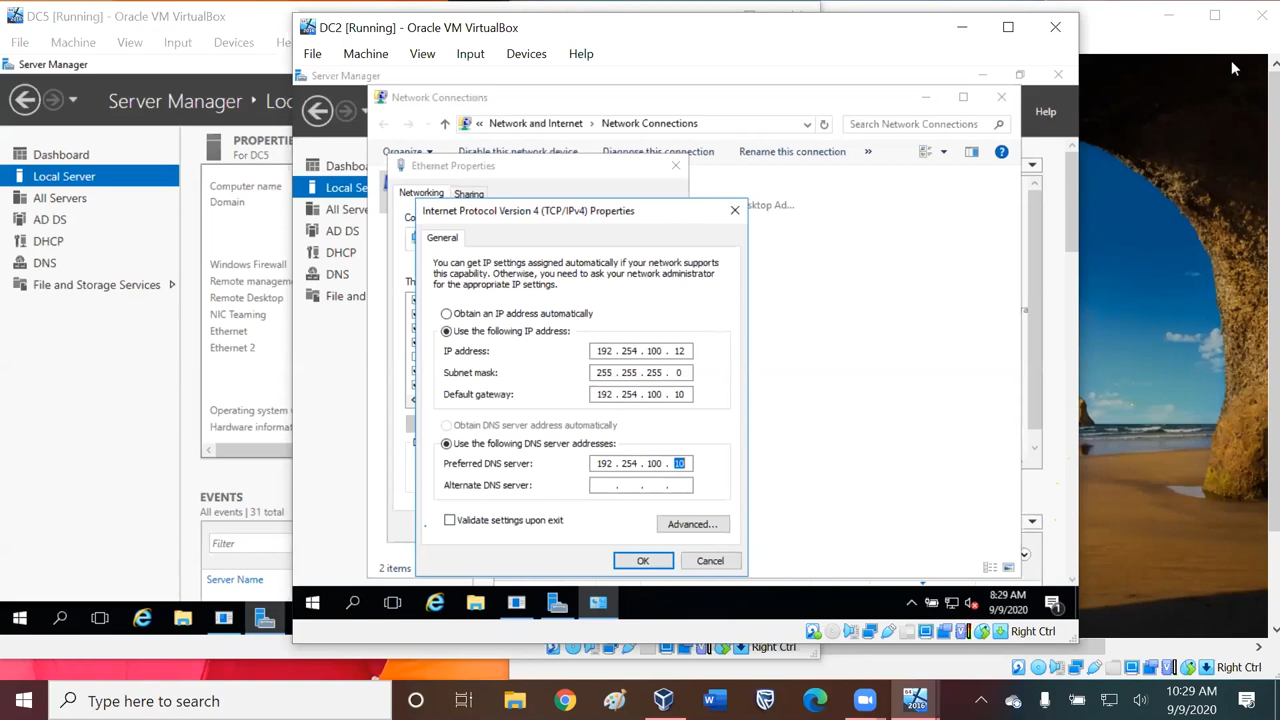 DC5 [Running] - Oracle VM VirtualBox
File Machine View Input Devices
Server Manager
Server Manager
Dashboard
Local Server
All Servers
AD DS
DHCP
DNS
File and Storage Services
PROPERTIES
For DC5
Computer name
Domain
Windows Firewall
Remote management
Remote Desktop
NIC Teaming
Ethernet
Ethernet 2
EVENTS
All events | 31 total
Filter
Server Name
DC2 [Running] - Oracle VM VirtualBox
File Machine View Input Devices Help
Server Manager
Help
AD DS
DHCP
DNS
Network Connections
« Network and Internet > Network Connections
Search Network Connections
Organize Disable this network device Diagnose this connection Rename this connection »
Ethernet Properties
Networking Sharing
2 items
Internet Protocol Version 4 (TCP/IPv4) Properties
General
You can get IP settings assigned automatically if your network supports
this capability. Otherwise, you need to ask your network administrator
for the appropriate IP settings.
Obtain an IP address automatically
Use the following IP address:
IP address: 192 . 254 . 100 . 12
Subnet mask: 255 . 255 . 255 . 0
Default gateway: 192 . 254 . 100 . 10
Obtain DNS server address automatically
Use the following DNS server addresses:
Preferred DNS server: 192 . 254 . 100 . 10
Alternate DNS server: . . .
Validate settings upon exit
Advanced...
OK Cancel
8:29 AM
9/9/2020
Right Ctrl
Right Ctrl
Right Ctrl
Type here to search
10:29 AM
9/9/2020